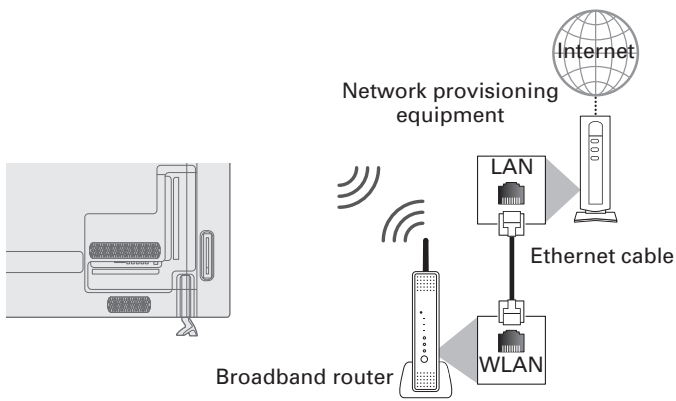 Internet
Network provisioning
equipment
LAN
Ethernet cable
WLAN
Broadband router